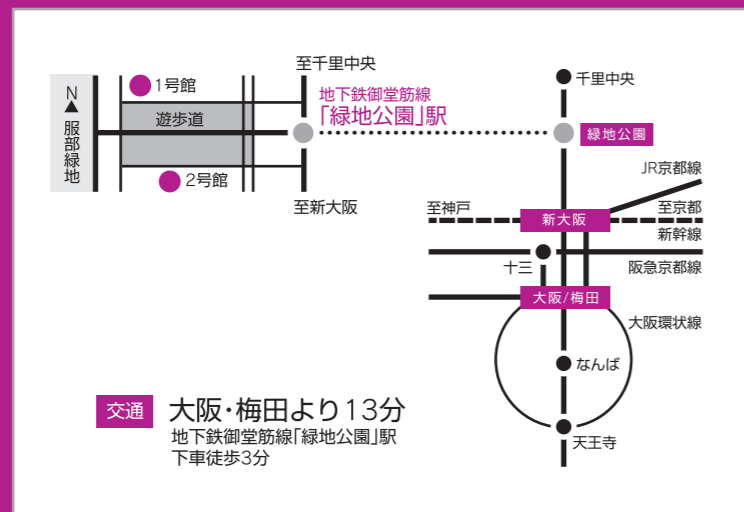 至千里中央
1号館
地下鉄御堂筋線
「緑地公園」駅
N
服部緑地
遊歩道
2号館
至新大阪
千里中央
緑地公園
JR京都線
至神戸
至京都
新大阪
新幹線
十三
阪急京都線
大阪/梅田
大阪環状線
なんば
天王寺
交通
大阪・梅田より13分
地下鉄御堂筋線「緑地公園」駅
下車徒歩3分